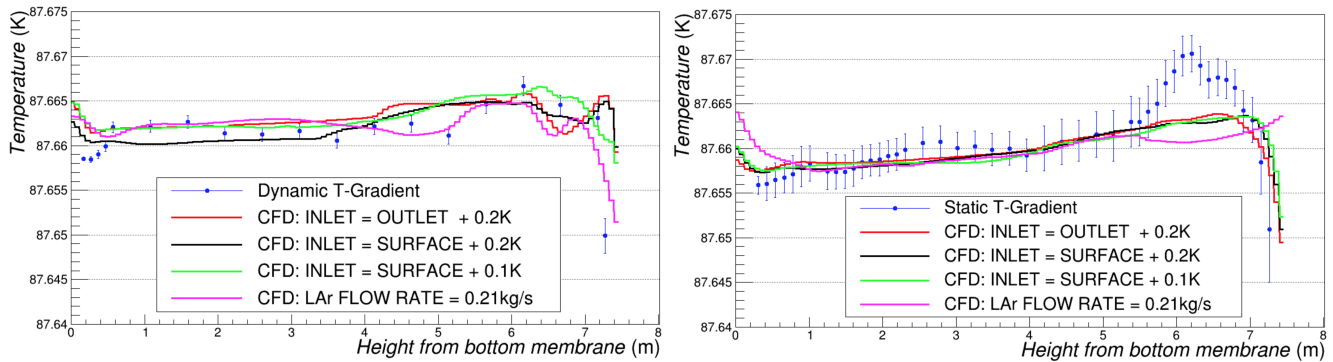 Temperature (K)
87.675
87.67
87.665
87.66
87.655
87.65
87.645
87.64
Dynamic T-Gradient
CFD: INLET = OUTLET + 0.2K
CFD: INLET = SURFACE + 0.2K
CFD: INLET = SURFACE + 0.1K
CFD: LAr FLOW RATE = 0.21kg/s
0 1 2 3 4 5 6 7 8
Height from bottom membrane (m)
Temperature (K)
87.675
87.67
87.665
87.66
87.655
87.65
87.645
87.64
Static T-Gradient
CFD: INLET = OUTLET + 0.2K
CFD: INLET = SURFACE + 0.2K
CFD: INLET = SURFACE + 0.1K
CFD: LAr FLOW RATE = 0.21kg/s
0 1 2 3 4 5 6 7 8
Height from bottom membrane (m)